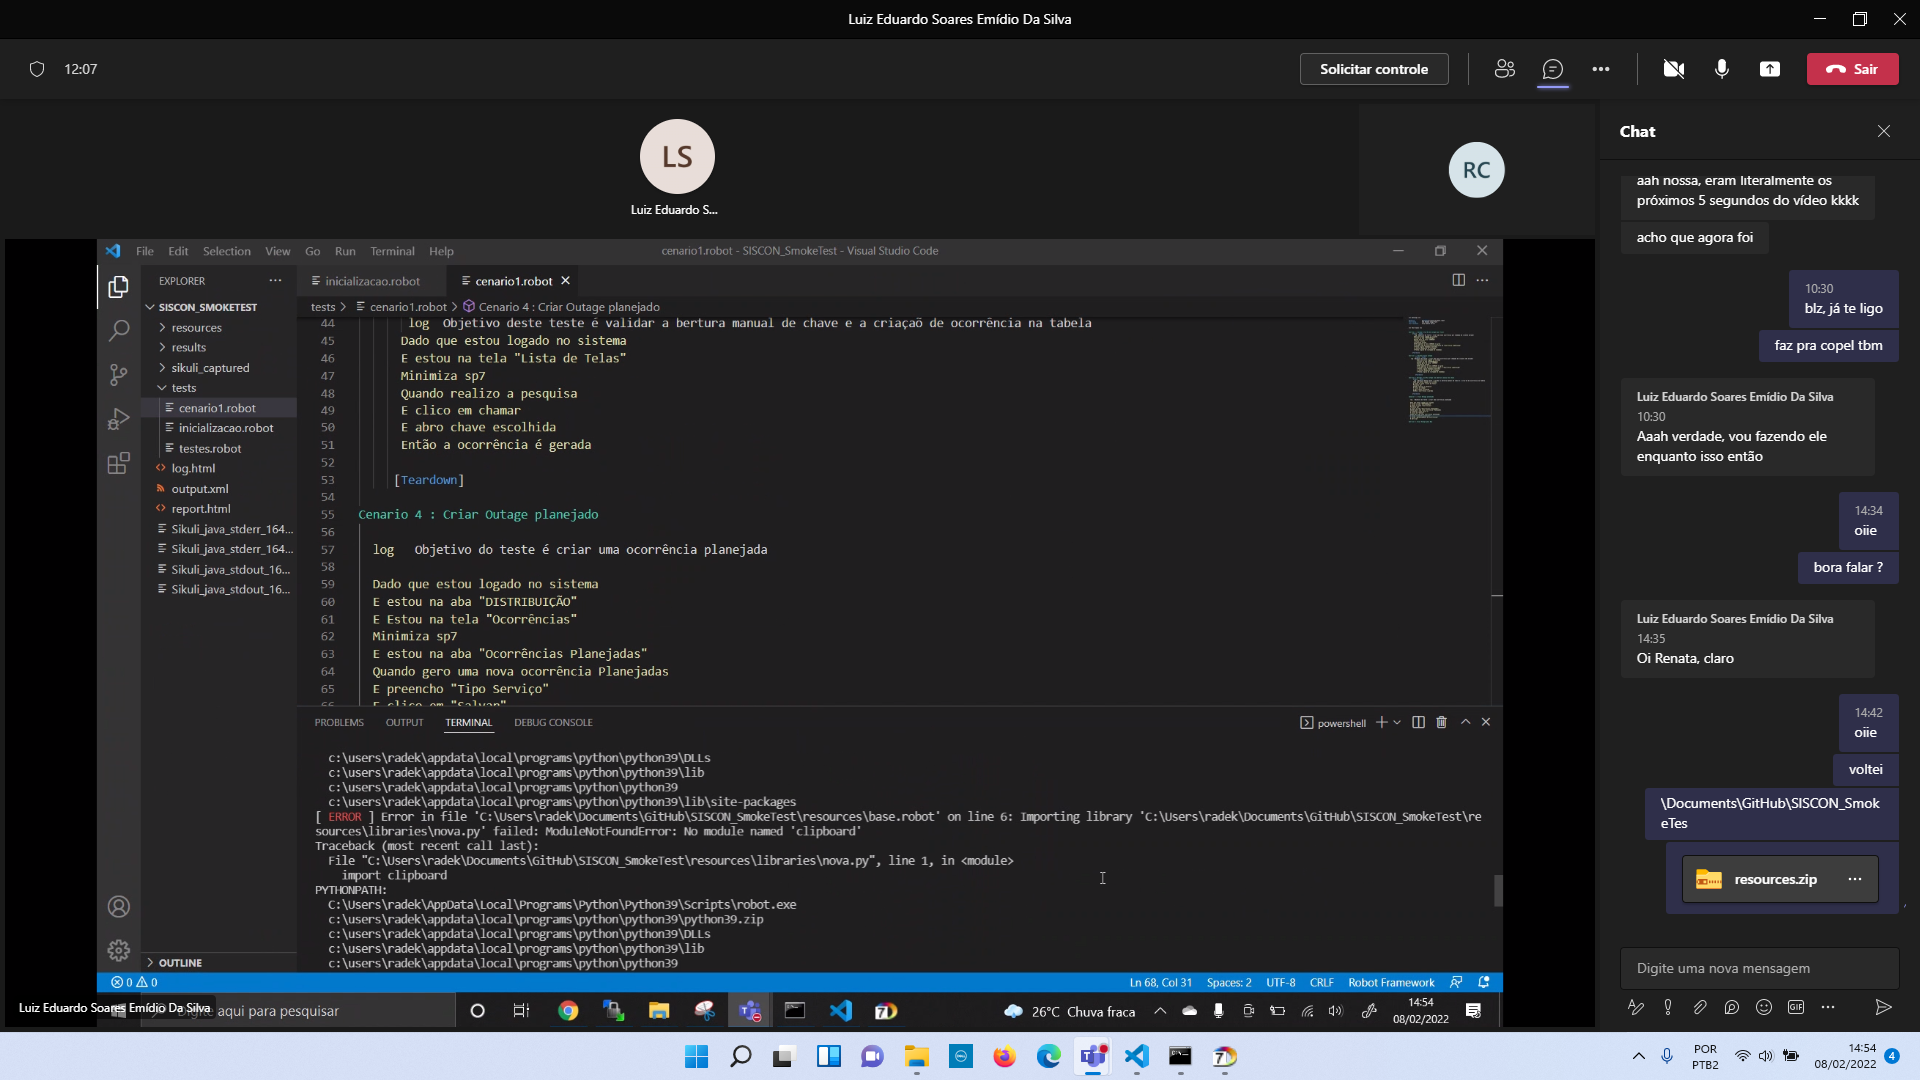 Luiz Eduardo Soares Emídio Da Silva
12:07
Solicitar controle
Sair
LS
Luiz Eduardo S...
RC
File Edit Selection View Go Run Terminal Help
cenario1.robot - SISCON_SmokeTest - Visual Studio Code
EXPLORER
SISCON_SMOKETEST
resources
results
sikuli_captured
tests
cenario1.robot
inicializacao.robot
testes.robot
log.html
output.xml
report.html
Sikuli_java_stderr_164...
Sikuli_java_stderr_164...
Sikuli_java_stdout_16...
Sikuli_java_stdout_16...
OUTLINE
inicializacao.robot
cenario1.robot
tests > cenario1.robot > Cenario 4 : Criar Outage planejado
44 log Objetivo deste teste é validar a bertura manual de chave e a criaçaõ de ocorrência na tabela
45 Dado que estou logado no sistema
46 E estou na tela "Lista de Telas"
47 Minimiza sp7
48 Quando realizo a pesquisa
49 E clico em chamar
50 E abro chave escolhida
51 Então a ocorrência é gerada
52
53 [Teardown]
54
55 Cenario 4 : Criar Outage planejado
56
57 log Objetivo do teste é criar uma ocorrência planejada
58
59 Dado que estou logado no sistema
60 E estou na aba "DISTRIBUIÇÃO"
61 E Estou na tela "Ocorrências"
62 Minimiza sp7
63 E estou na aba "Ocorrências Planejadas"
64 Quando gero uma nova ocorrência Planejadas
65 E preencho "Tipo Serviço"
66 E clico em "Salvar"
PROBLEMS OUTPUT TERMINAL DEBUG CONSOLE
powershell
c:\users\radek\appdata\local\programs\python\python39\DLLs
c:\users\radek\appdata\local\programs\python\python39\lib
c:\users\radek\appdata\local\programs\python\python39
c:\users\radek\appdata\local\programs\python\python39\lib\site-packages
[ ERROR ] Error in file 'C:\Users\radek\Documents\GitHub\SISCON_SmokeTest\resources\base.robot' on line 6: Importing library 'C:\Users\radek\Documents\GitHub\SISCON_SmokeTest\re
sources\libraries\nova.py' failed: ModuleNotFoundError: No module named 'clipboard'
Traceback (most recent call last):
File "C:\Users\radek\Documents\GitHub\SISCON_SmokeTest\resources\libraries\nova.py", line 1, in <module>
import clipboard
PYTHONPATH:
C:\Users\radek\AppData\Local\Programs\Python\Python39\Scripts\robot.exe
c:\users\radek\appdata\local\programs\python\python39\python39.zip
c:\users\radek\appdata\local\programs\python\python39\DLLs
c:\users\radek\appdata\local\programs\python\python39\lib
c:\users\radek\appdata\local\programs\python\python39
0 0
Ln 68, Col 31 Spaces: 2 UTF-8 CRLF Robot Framework
Luiz Eduardo Soares Emídio Da Silva
aqui para pesquisar
26°C Chuva fraca
14:54
08/02/2022
Chat
aah nossa, eram literalmente os
próximos 5 segundos do vídeo kkkk
acho que agora foi
10:30
blz, já te ligo
faz pra copel tbm
Luiz Eduardo Soares Emídio Da Silva
10:30
Aaah verdade, vou fazendo ele
enquanto isso então
14:34
oiie
bora falar ?
Luiz Eduardo Soares Emídio Da Silva
14:35
Oi Renata, claro
14:42
oiie
voltei
\Documents\GitHub\SISCON_Smok
eTes
resources.zip
Digite uma nova mensagem
GIF
POR
PTB2
14:54
08/02/2022
4